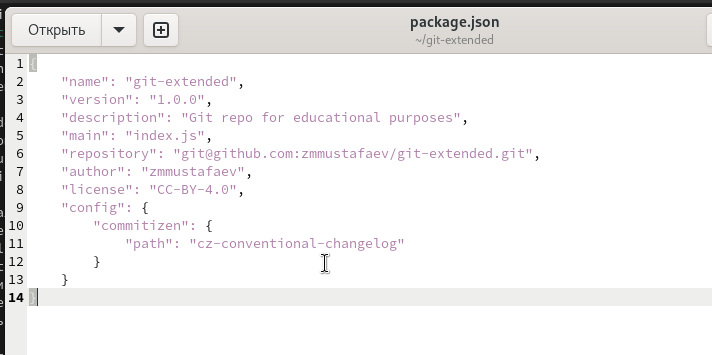 Открыть
package.json
~/git-extended
1 {
2 "name": "git-extended",
3 "version": "1.0.0",
4 "description": "Git repo for educational purposes",
5 "main": "index.js",
6 "repository": "git@github.com:zmmustafaev/git-extended.git",
7 "author": "zmmustafaev",
8 "license": "CC-BY-4.0",
9 "config": {
10 "commitizen": {
11 "path": "cz-conventional-changelog"
12 }
13 }
14 }